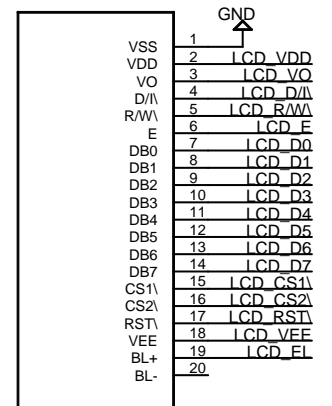 GND
VSS 1
VDD 2 LCD_VDD
VO 3 LCD_VO
D/I\ 4 LCD_D/I\
R/W\ 5 LCD_R/W\
E 6 LCD_E
DB0 7 LCD_D0
DB1 8 LCD_D1
DB2 9 LCD_D2
DB3 10 LCD_D3
DB4 11 LCD_D4
DB5 12 LCD_D5
DB6 13 LCD_D6
DB7 14 LCD_D7
CS1\ 15 LCD_CS1\
CS2\ 16 LCD_CS2\
RST\ 17 LCD_RST\
VEE 18 LCD_VEE
BL+ 19 LCD_EL
BL- 20